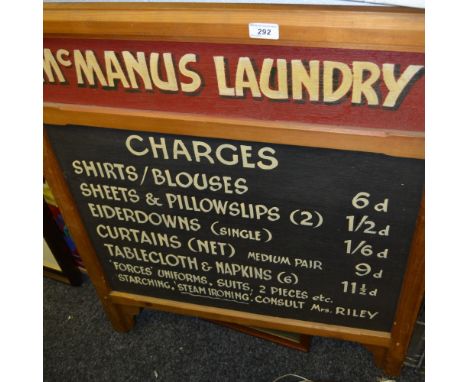 292
McMANUS LAUNDRY
CHARGES
SHIRTS/BLOUSES 6d
SHEETS & PILLOWSLIPS (2) 1/2d
EIDERDOWNS (SINGLE) 1/6d
CURTAINS (NET) MEDIUM PAIR 9d
TABLECLOTH & NAPKINS (6) 11½d
FORCES' UNIFORMS, SUITS, 2 PIECES etc.
STARCHING, 'STEAM IRONING'. CONSULT Mrs. RILEY